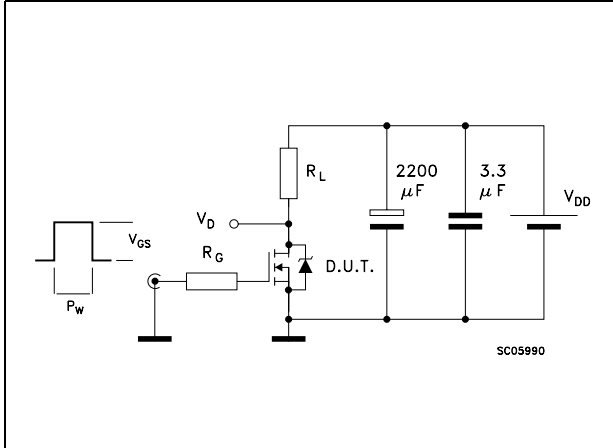 R_L
2200
μF
3.3
μF
V_DD
V_D
V_GS
R_G
D.U.T.
P_W
SC05990